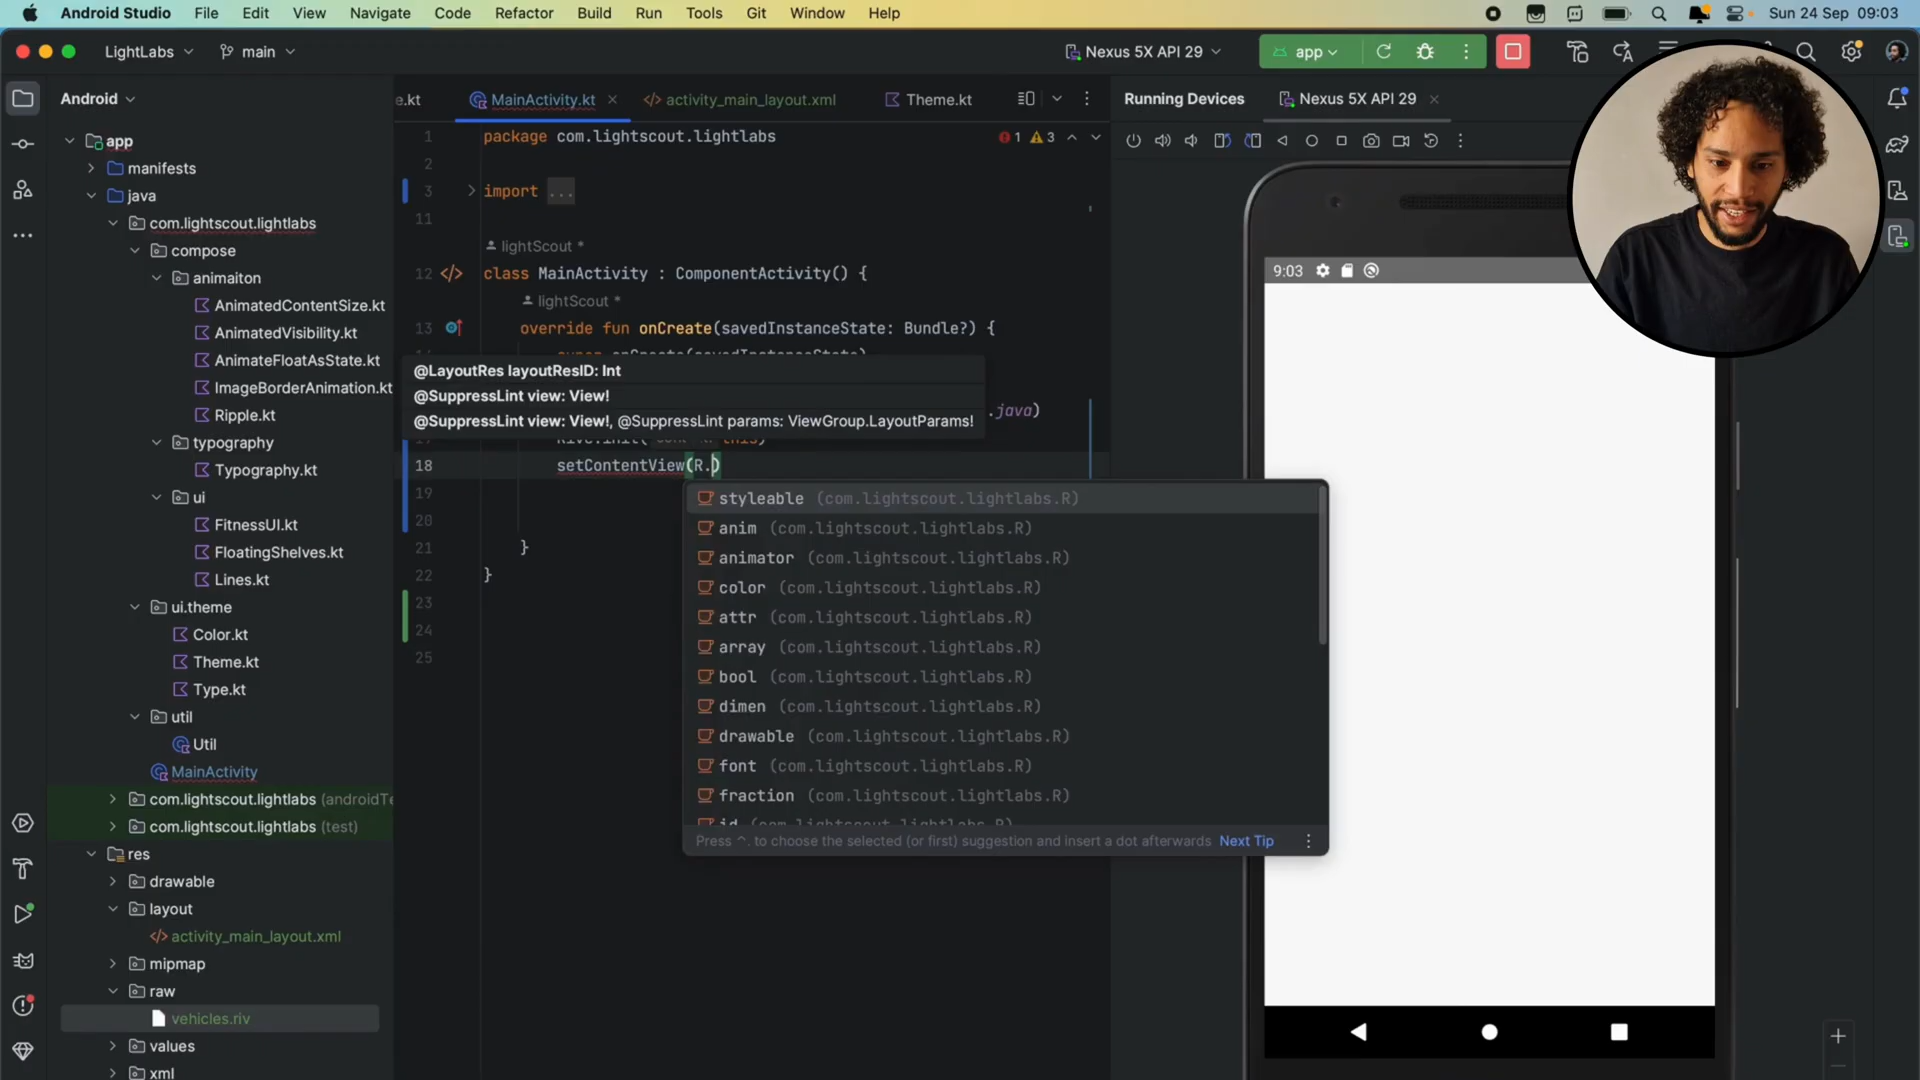 Android Studio File Edit View Navigate Code Refactor Build Run Tools Git Window Help Sun 24 Sep 09:03
LightLabs main Nexus 5X API 29 app
Android
e.kt MainActivity.kt activity_main_layout.xml Theme.kt
Running Devices Nexus 5X API 29
app
manifests
java
com.lightscout.lightlabs
compose
animaiton
AnimatedContentSize.kt
AnimatedVisibility.kt
AnimateFloatAsState.kt
ImageBorderAnimation.kt
Ripple.kt
typography
Typography.kt
ui
FitnessUI.kt
FloatingShelves.kt
Lines.kt
ui.theme
Color.kt
Theme.kt
Type.kt
util
Util
MainActivity
com.lightscout.lightlabs (androidTe
com.lightscout.lightlabs (test)
res
drawable
layout
activity_main_layout.xml
mipmap
raw
vehicles.riv
values
xml
1 package com.lightscout.lightlabs 1 3
2
3 import ...
11
lightScout *
12 class MainActivity : ComponentActivity() {
lightScout *
13 override fun onCreate(savedInstanceState: Bundle?) {
super.onCreate(savedInstanceState)
@LayoutRes layoutResID: Int
@SuppressLint view: View!
@SuppressLint view: View!, @SuppressLint params: ViewGroup.LayoutParams!
.java)
Rive.init( this)
18 setContentView(R.)
19
20
21 }
22 }
23
24
25
styleable (com.lightscout.lightlabs.R)
anim (com.lightscout.lightlabs.R)
animator (com.lightscout.lightlabs.R)
color (com.lightscout.lightlabs.R)
attr (com.lightscout.lightlabs.R)
array (com.lightscout.lightlabs.R)
bool (com.lightscout.lightlabs.R)
dimen (com.lightscout.lightlabs.R)
drawable (com.lightscout.lightlabs.R)
font (com.lightscout.lightlabs.R)
fraction (com.lightscout.lightlabs.R)
id (com.lightscout.lightlabs.R)
Press ^. to choose the selected (or first) suggestion and insert a dot afterwards Next Tip
9:03